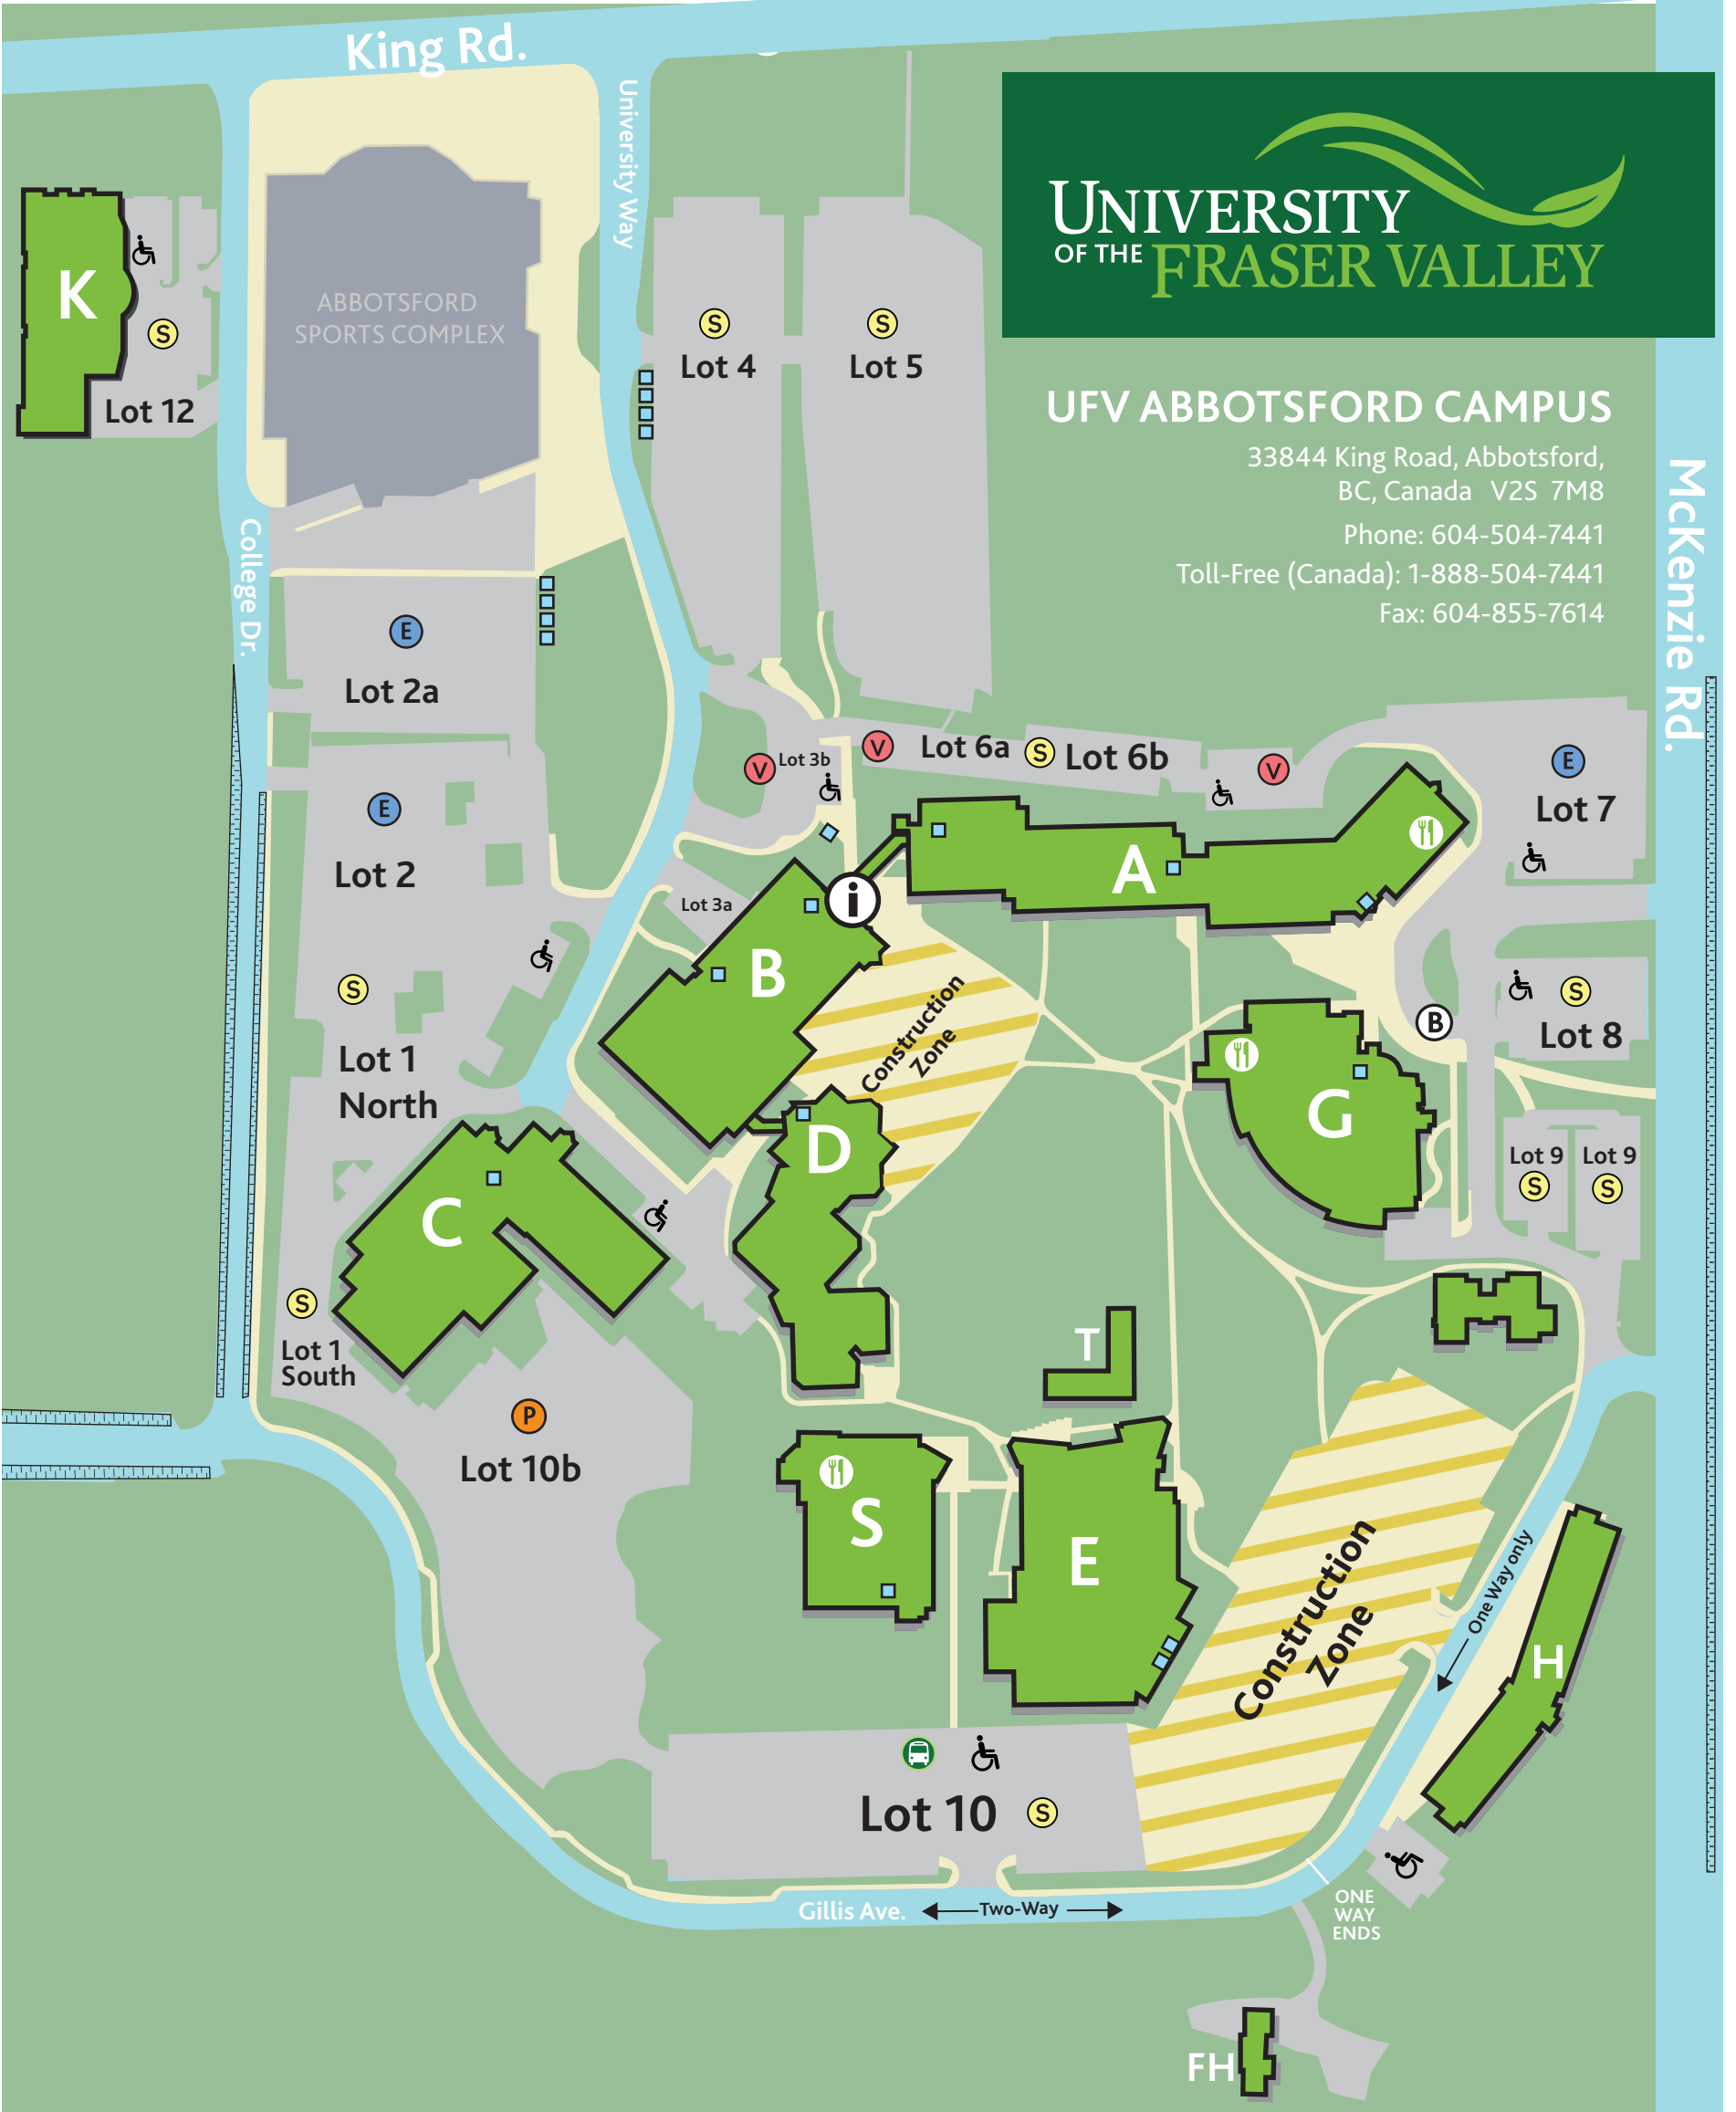 King Rd.
University Way
UNIVERSITY
OF THE FRASER VALLEY
K
ABBOTSFORD
SPORTS COMPLEX
S
Lot 12
S
Lot 4
S
Lot 5
UFV ABBOTSFORD CAMPUS
33844 King Road, Abbotsford,
BC, Canada V2S 7M8
Phone: 604-504-7441
Toll-Free (Canada): 1-888-504-7441
Fax: 604-855-7614
McKenzie Rd.
College Dr.
E
Lot 2a
V
Lot 3b
V
Lot 6a
S
Lot 6b
V
E
Lot 7
E
Lot 2
A
i
Lot 3a
B
Construction
Zone
S
Lot 1
North
B
S
Lot 8
G
D
Lot 9
S
Lot 9
S
C
S
Lot 1
South
T
P
Lot 10b
S
E
Construction
Zone
One Way only
H
Lot 10
S
Gillis Ave.
Two-Way
ONE
WAY
ENDS
FH